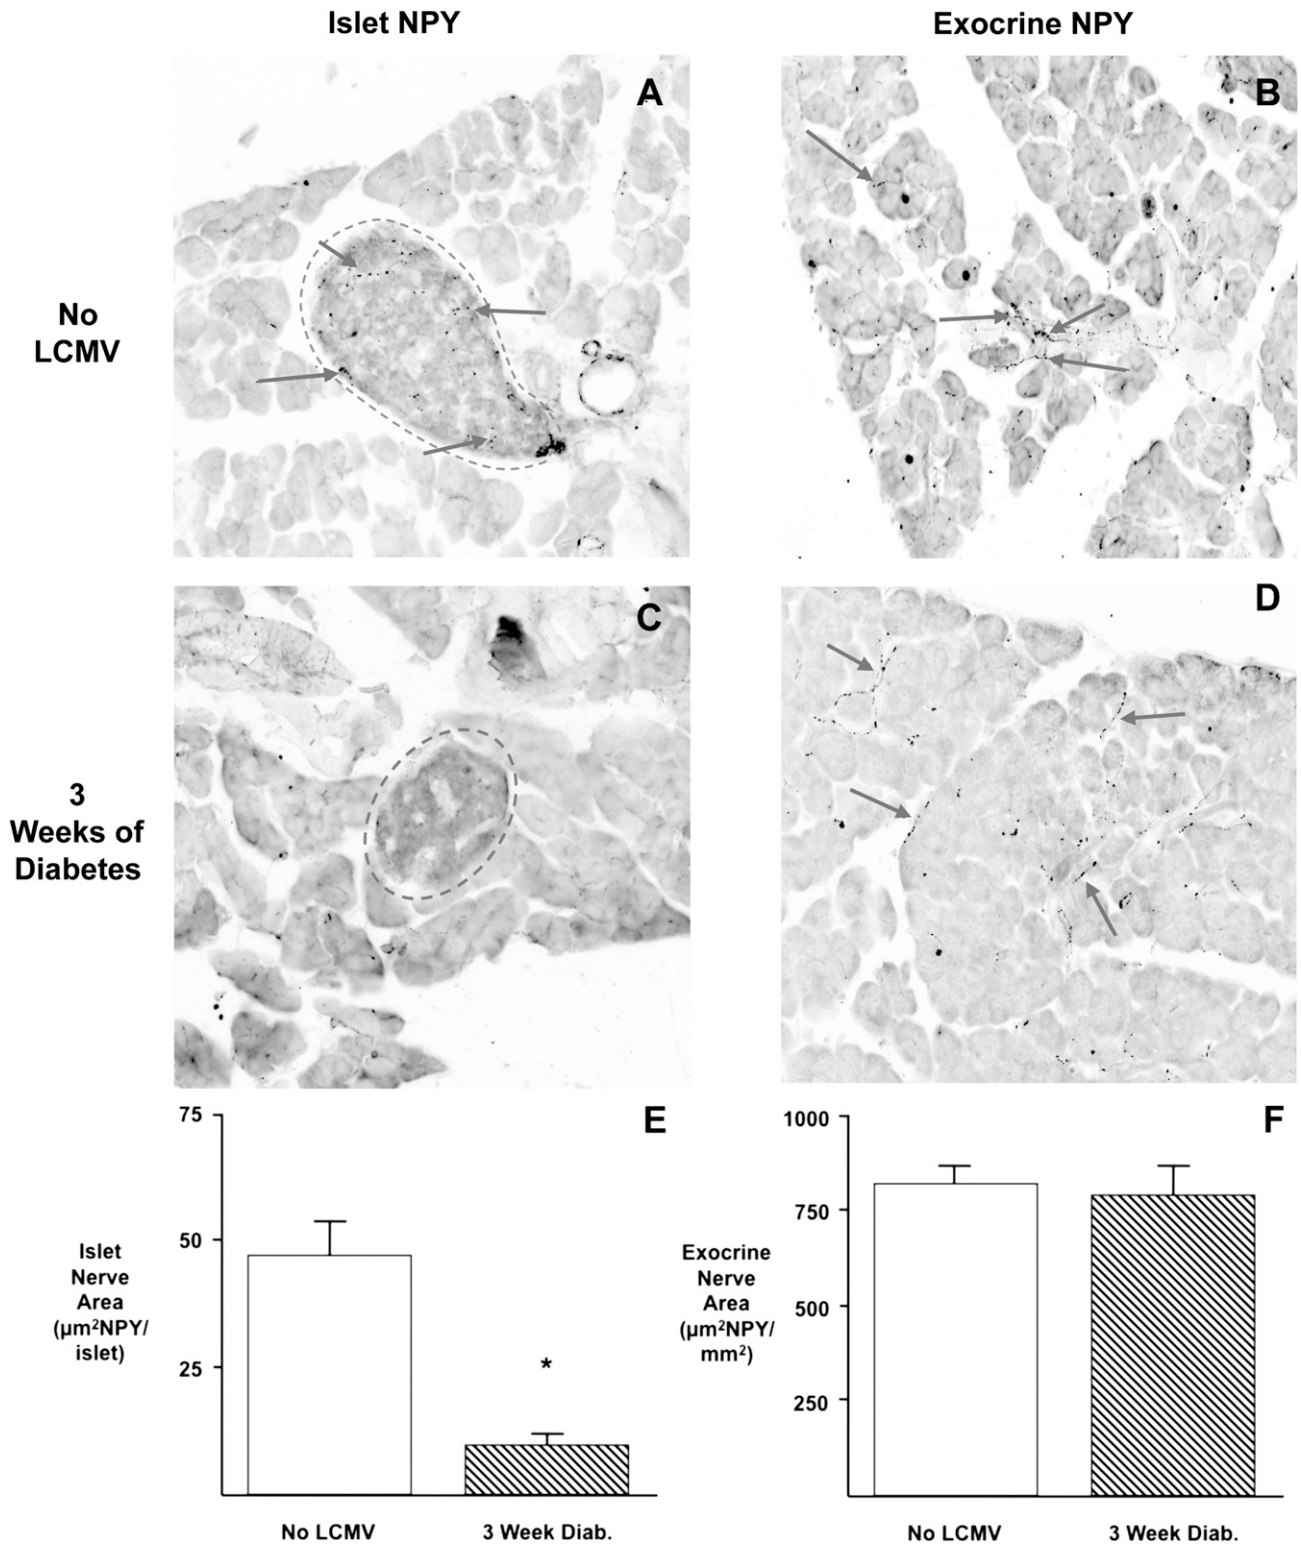 Islet NPY
Exocrine NPY
A
B
No
LCMV
C
D
3
Weeks of
Diabetes
E
75
50
25
Islet
Nerve
Area
(µm²NPY/
islet)
*
No LCMV
3 Week Diab.
F
1000
750
500
250
Exocrine
Nerve
Area
(µm²NPY/
mm²)
No LCMV
3 Week Diab.